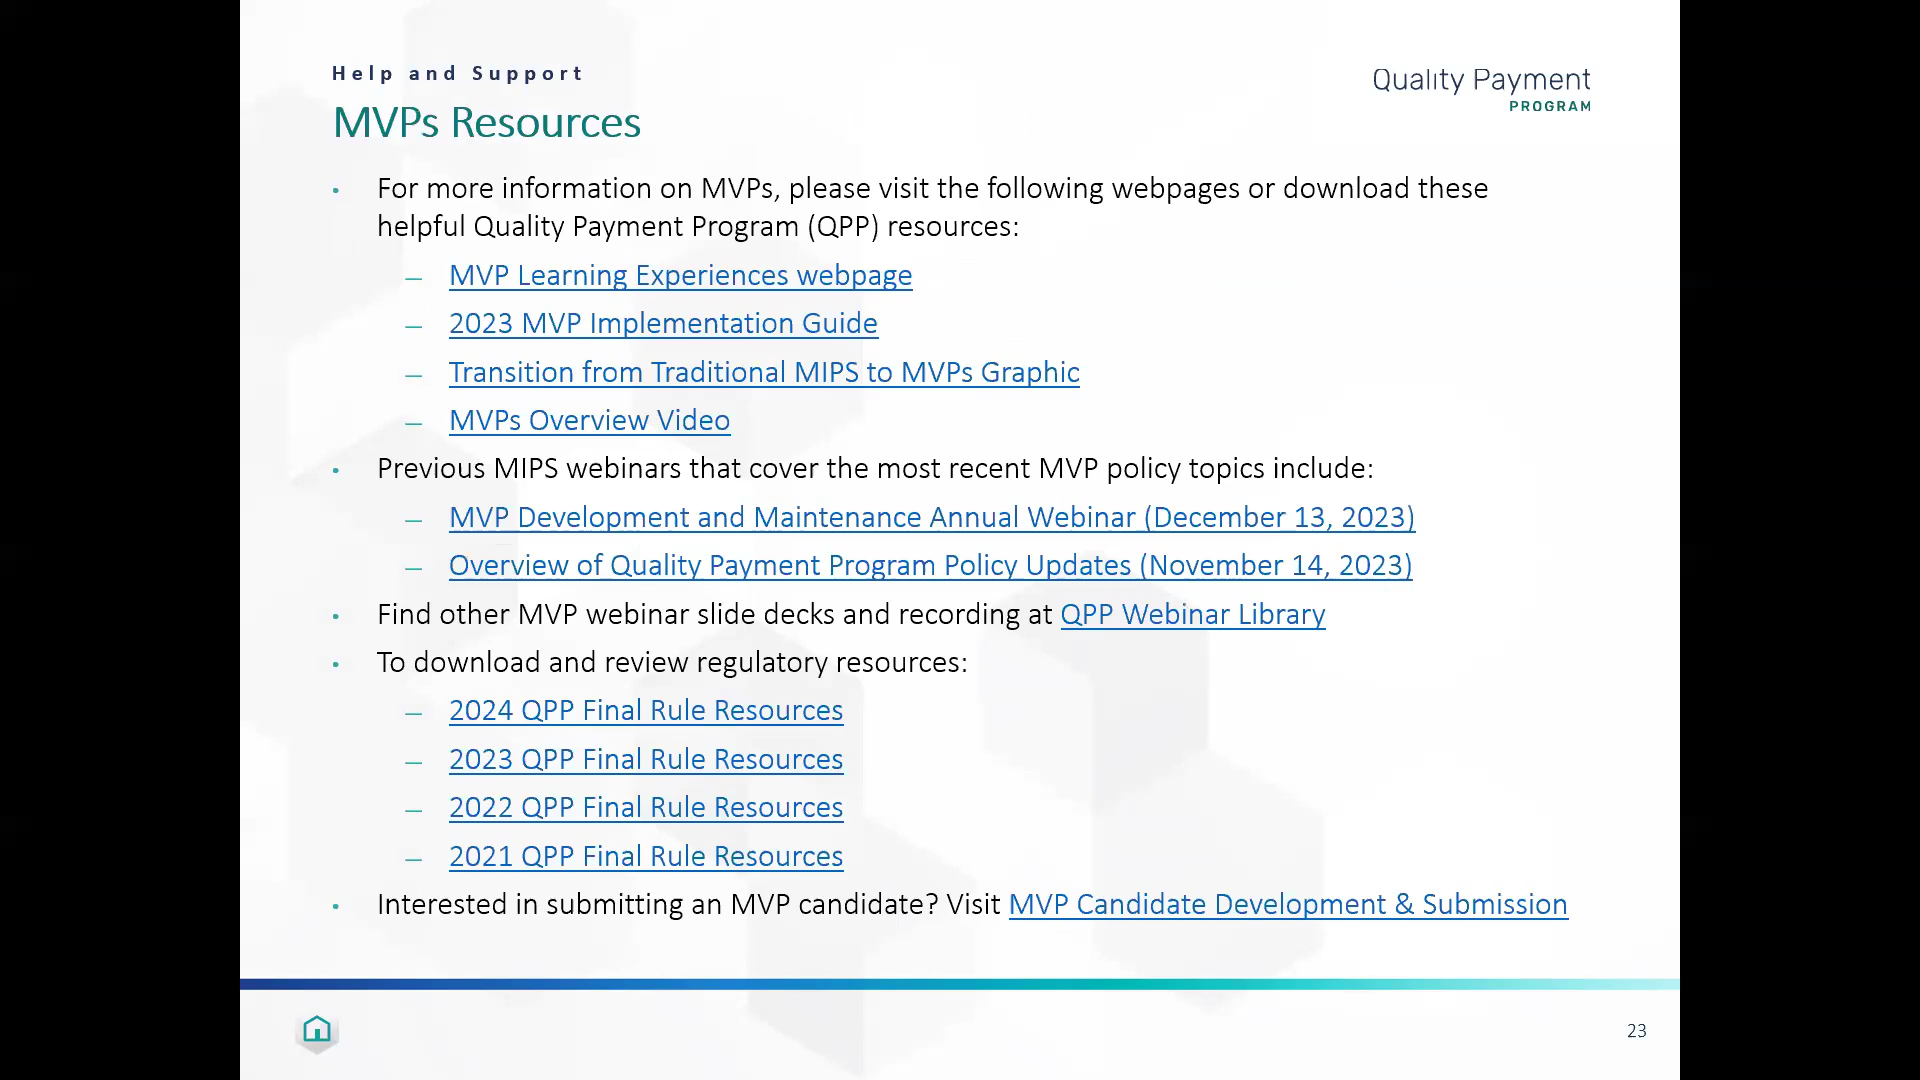 Help and Support
Quality Payment
PROGRAM
MVPs Resources
• For more information on MVPs, please visit the following webpages or download these
helpful Quality Payment Program (QPP) resources:
– MVP Learning Experiences webpage
– 2023 MVP Implementation Guide
– Transition from Traditional MIPS to MVPs Graphic
– MVPs Overview Video
• Previous MIPS webinars that cover the most recent MVP policy topics include:
– MVP Development and Maintenance Annual Webinar (December 13, 2023)
– Overview of Quality Payment Program Policy Updates (November 14, 2023)
• Find other MVP webinar slide decks and recording at QPP Webinar Library
• To download and review regulatory resources:
– 2024 QPP Final Rule Resources
– 2023 QPP Final Rule Resources
– 2022 QPP Final Rule Resources
– 2021 QPP Final Rule Resources
• Interested in submitting an MVP candidate? Visit MVP Candidate Development & Submission
23